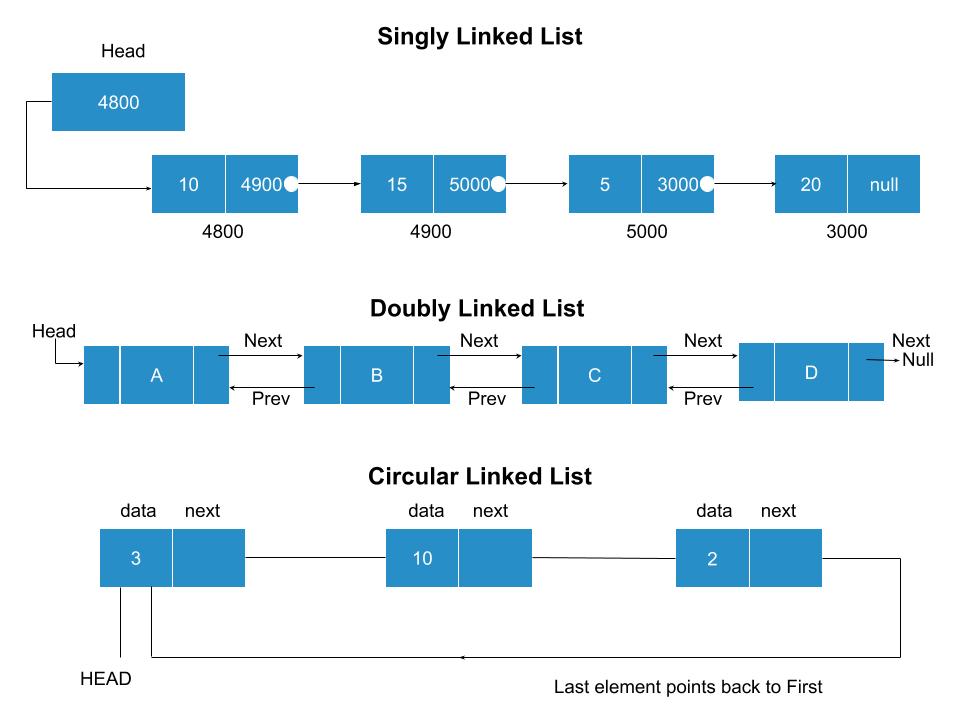 Singly Linked List
Head
4800
10 4900 15 5000 5 3000 20 null
4800 4900 5000 3000
Doubly Linked List
Head Next Next Next Next
A B C D Null
Prev Prev Prev
Circular Linked List
data next data next data next
3 10 2
HEAD
Last element points back to First